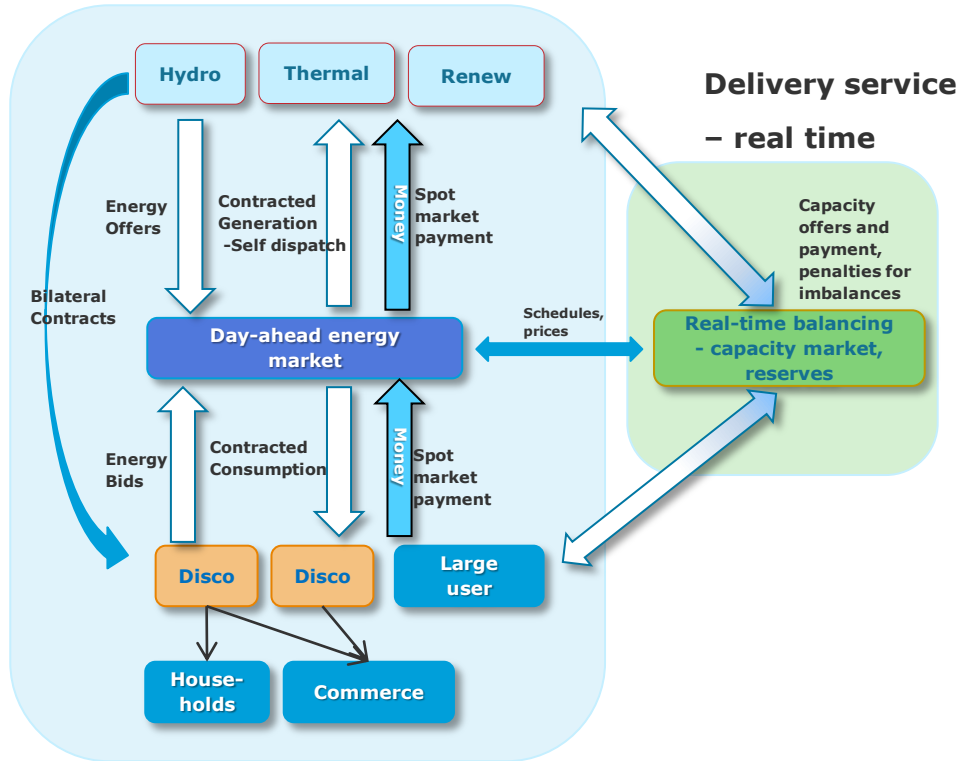 Hydro
Thermal
Renew
Delivery service
– real time
Energy
Offers
Contracted
Generation
-Self dispatch
Money
Spot
market
payment
Capacity
offers and
payment,
penalties for
imbalances
Bilateral
Contracts
Day-ahead energy
market
Schedules,
prices
Real-time balancing
- capacity market,
reserves
Energy
Bids
Contracted
Consumption
Money
Spot
market
payment
Disco
Disco
Large
user
House-
holds
Commerce